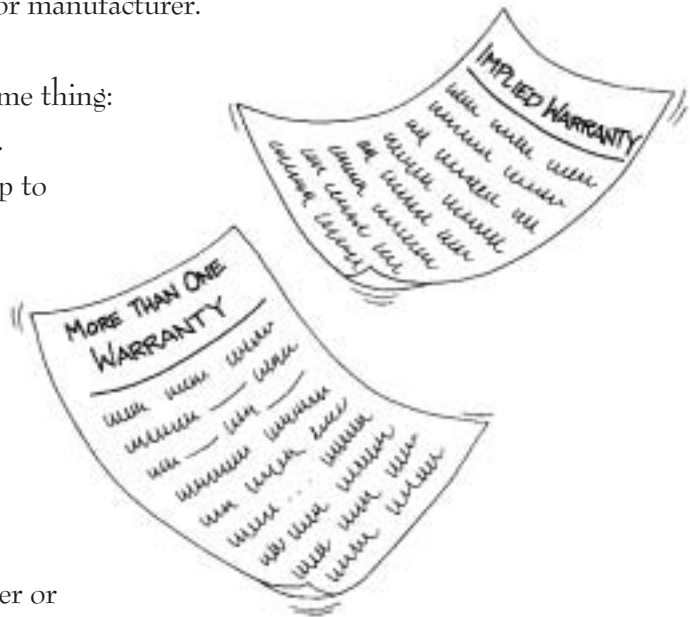 or manufacturer.
me thing:
.
p to
er or
IMPLIED WARRANTY
MORE THAN ONE
WARRANTY